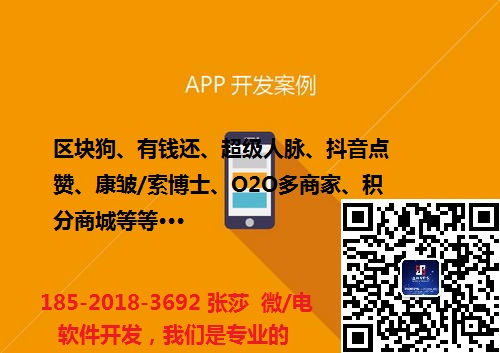 APP 开发案例
区块狗、有钱还、超级人脉、抖音点
赞、康皱/索博士、O2O多商家、积
分商城等等···
185-2018-3692 张莎 微/电
软件开发，我们是专业的